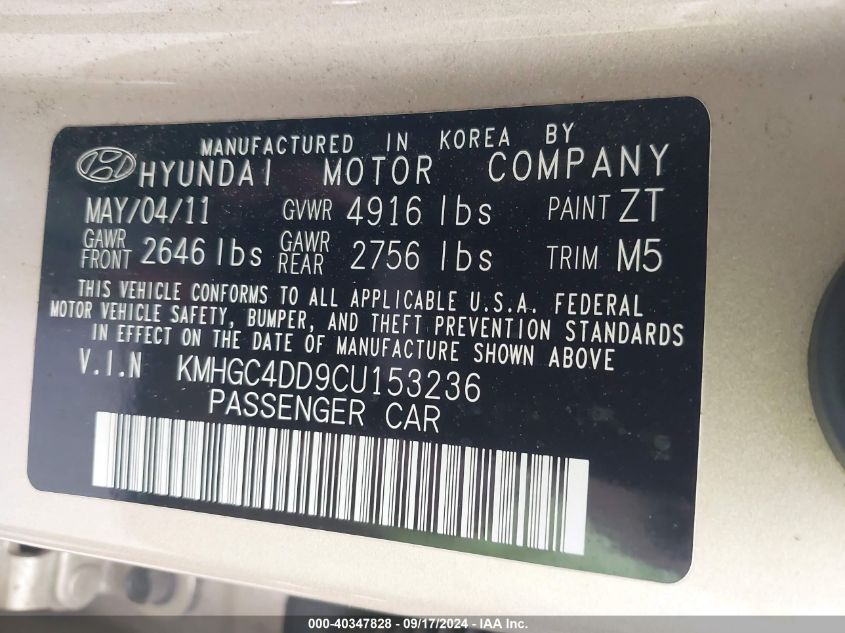 MANUFACTURED IN KOREA BY
HYUNDAI MOTOR COMPANY
MAY/04/11 GVWR 4916 lbs PAINT ZT
GAWR FRONT 2646 lbs GAWR REAR 2756 lbs TRIM M5
THIS VEHICLE CONFORMS TO ALL APPLICABLE U.S.A. FEDERAL
MOTOR VEHICLE SAFETY, BUMPER, AND THEFT PREVENTION STANDARDS
IN EFFECT ON THE DATE OF MANUFACTURE SHOWN ABOVE
V.I.N KMHGC4DD9CU153236
PASSENGER CAR
000-40347828 - 09/17/2024 - IAA Inc.